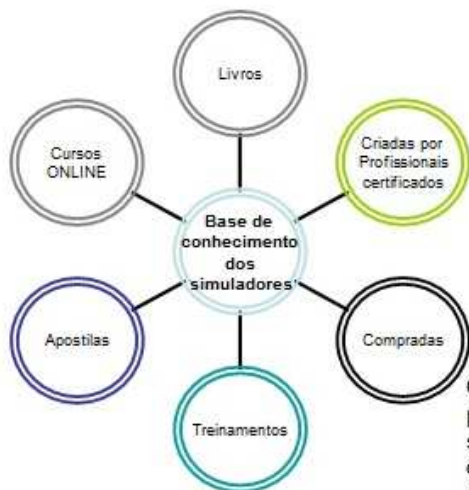 Livros
Cursos
ONLINE
Criadas por
Profissionais
certificados
Base de
conhecimento
dos
simuladores
Apostilas
Compradas
Treinamentos